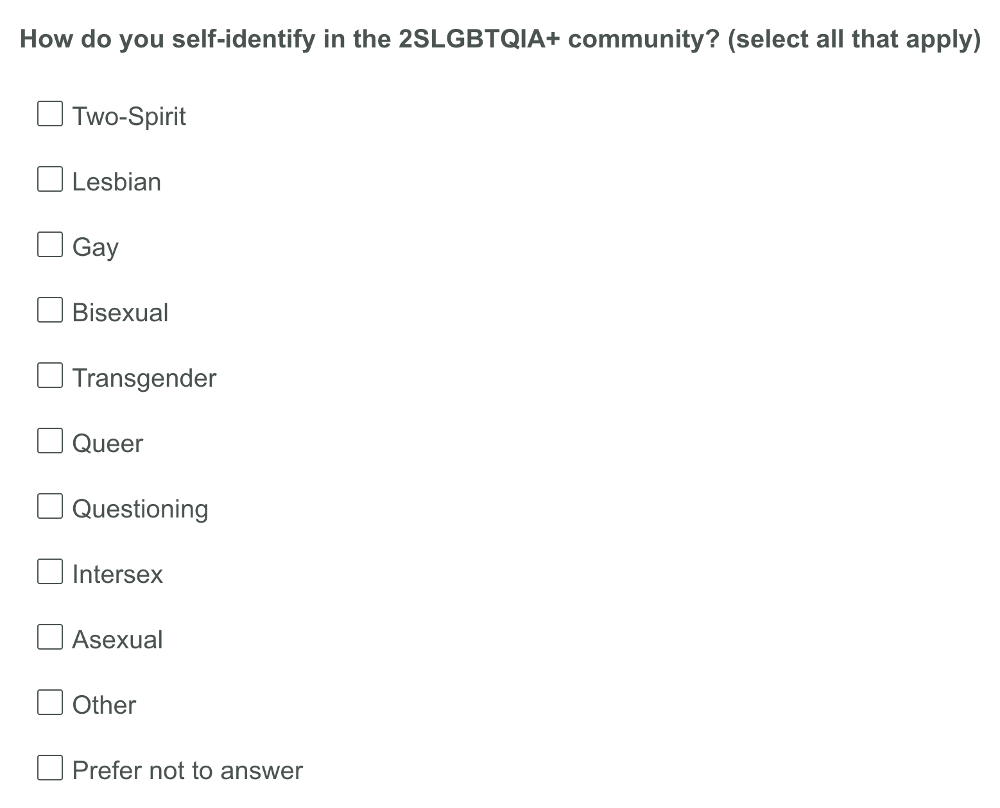 How do you self-identify in the 2SLGBTQIA+ community? (select all that apply)
Two-Spirit
Lesbian
Gay
Bisexual
Transgender
Queer
Questioning
Intersex
Asexual
Other
Prefer not to answer